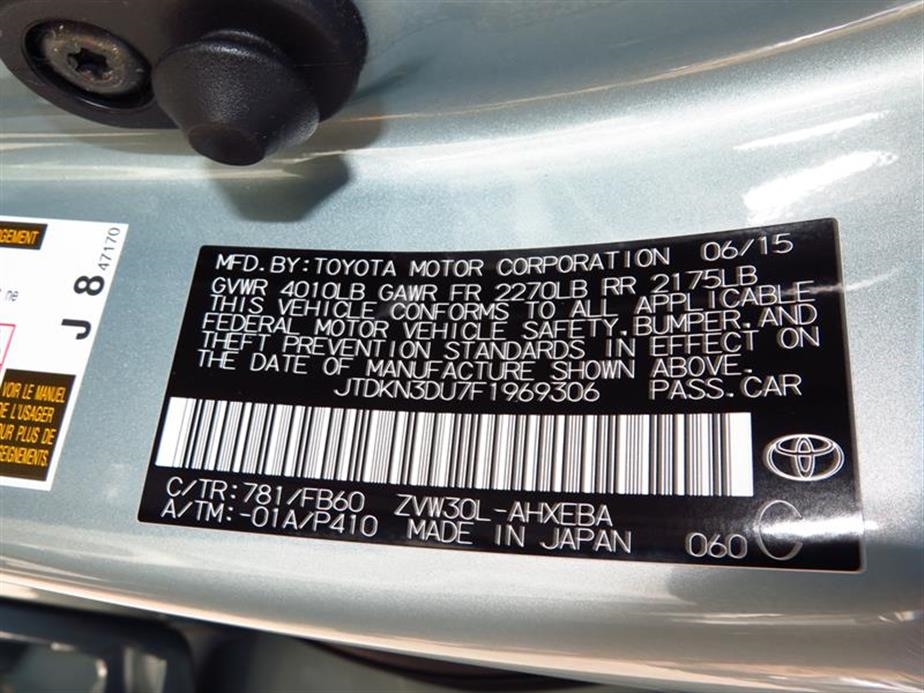 GEMENT
ne
VOIR LE MANUEL
DE L'USAGER
POUR PLUS DE
SEIGNEMENTS.
J 8 47170
MFD.BY:TOYOTA MOTOR CORPORATION 06/15
GVWR 4010LB GAWR FR 2270LB RR 2175LB
THIS VEHICLE CONFORMS TO ALL APPLICABLE
FEDERAL MOTOR VEHICLE SAFETY,BUMPER,AND
THEFT PREVENTION STANDARDS IN EFFECT ON
THE DATE OF MANUFACTURE SHOWN ABOVE.
JTDKN3DU7F1969306 PASS.CAR
C/TR:781/FB60 ZVW30L-AHXEBA
A/TM:-01A/P410 MADE IN JAPAN 060 C